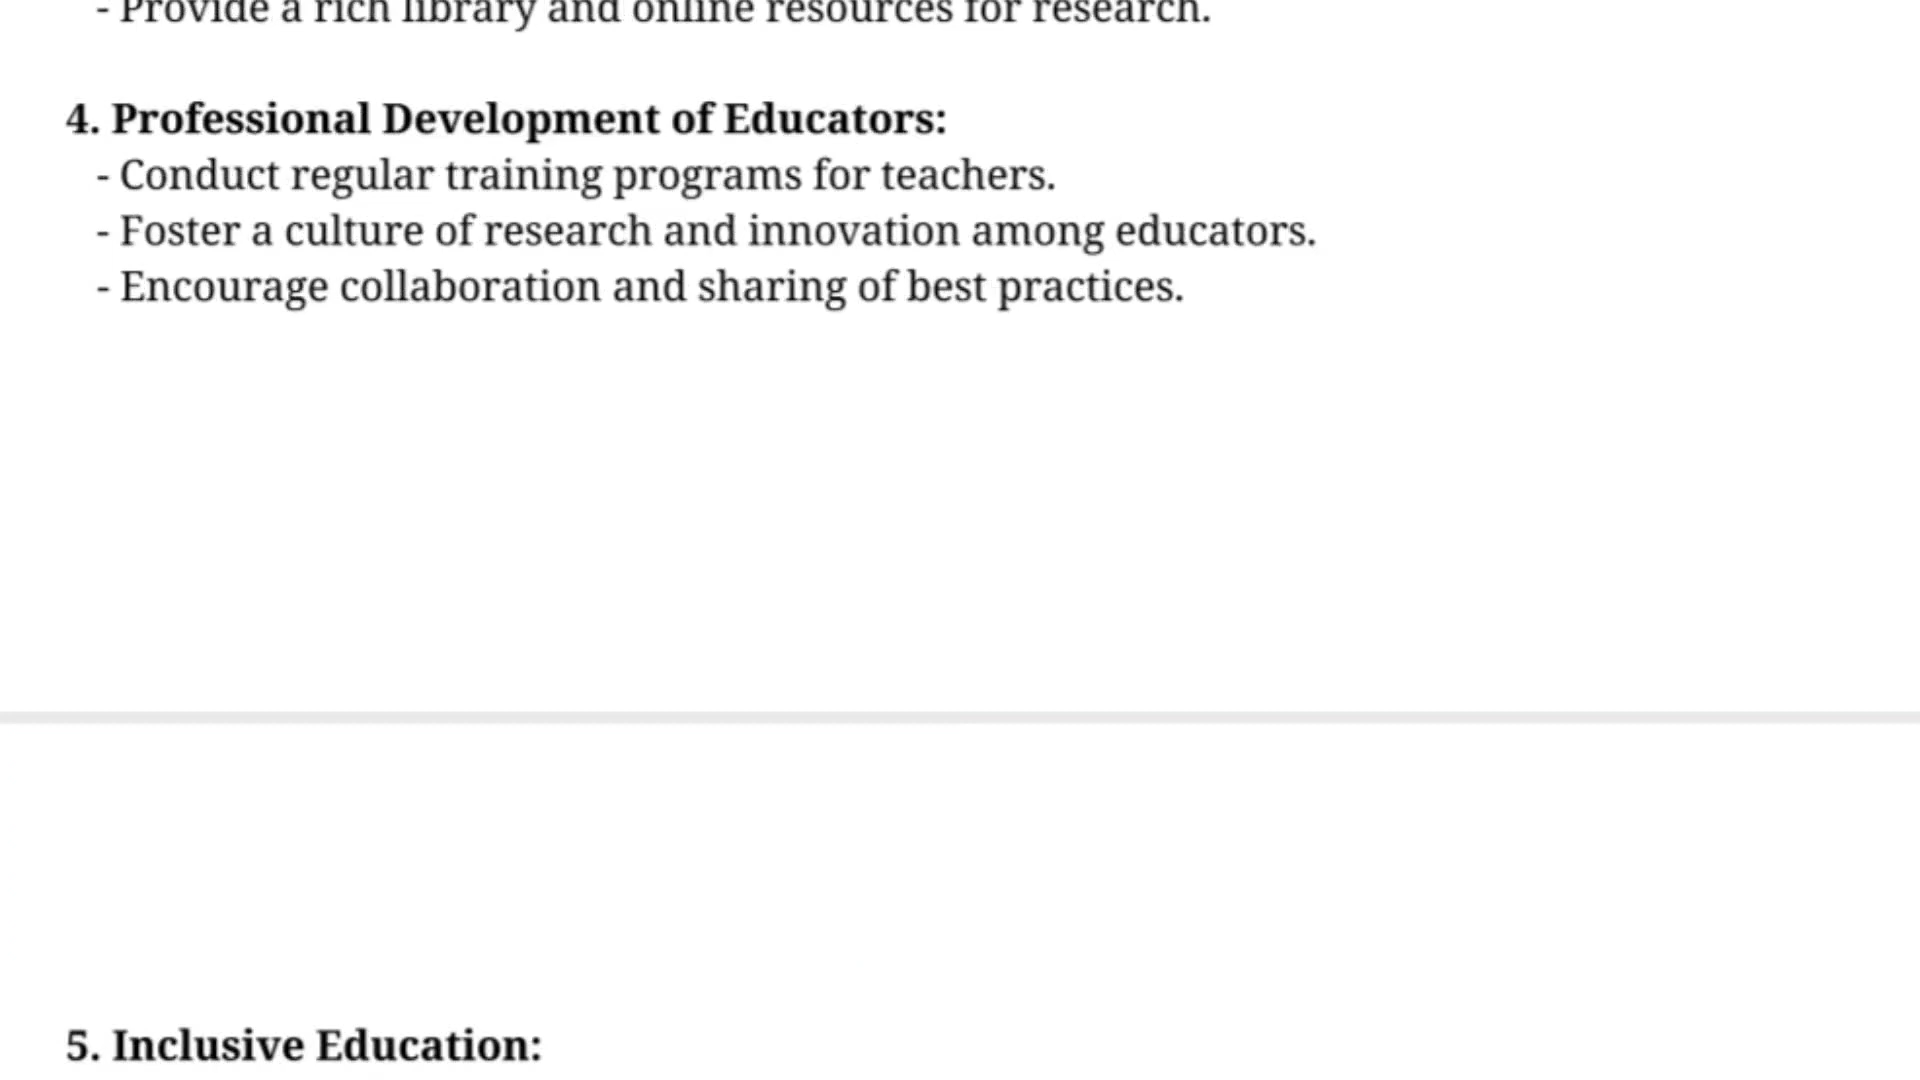 - Provide a rich library and online resources for research.
4. Professional Development of Educators:
- Conduct regular training programs for teachers.
- Foster a culture of research and innovation among educators.
- Encourage collaboration and sharing of best practices.
5. Inclusive Education: